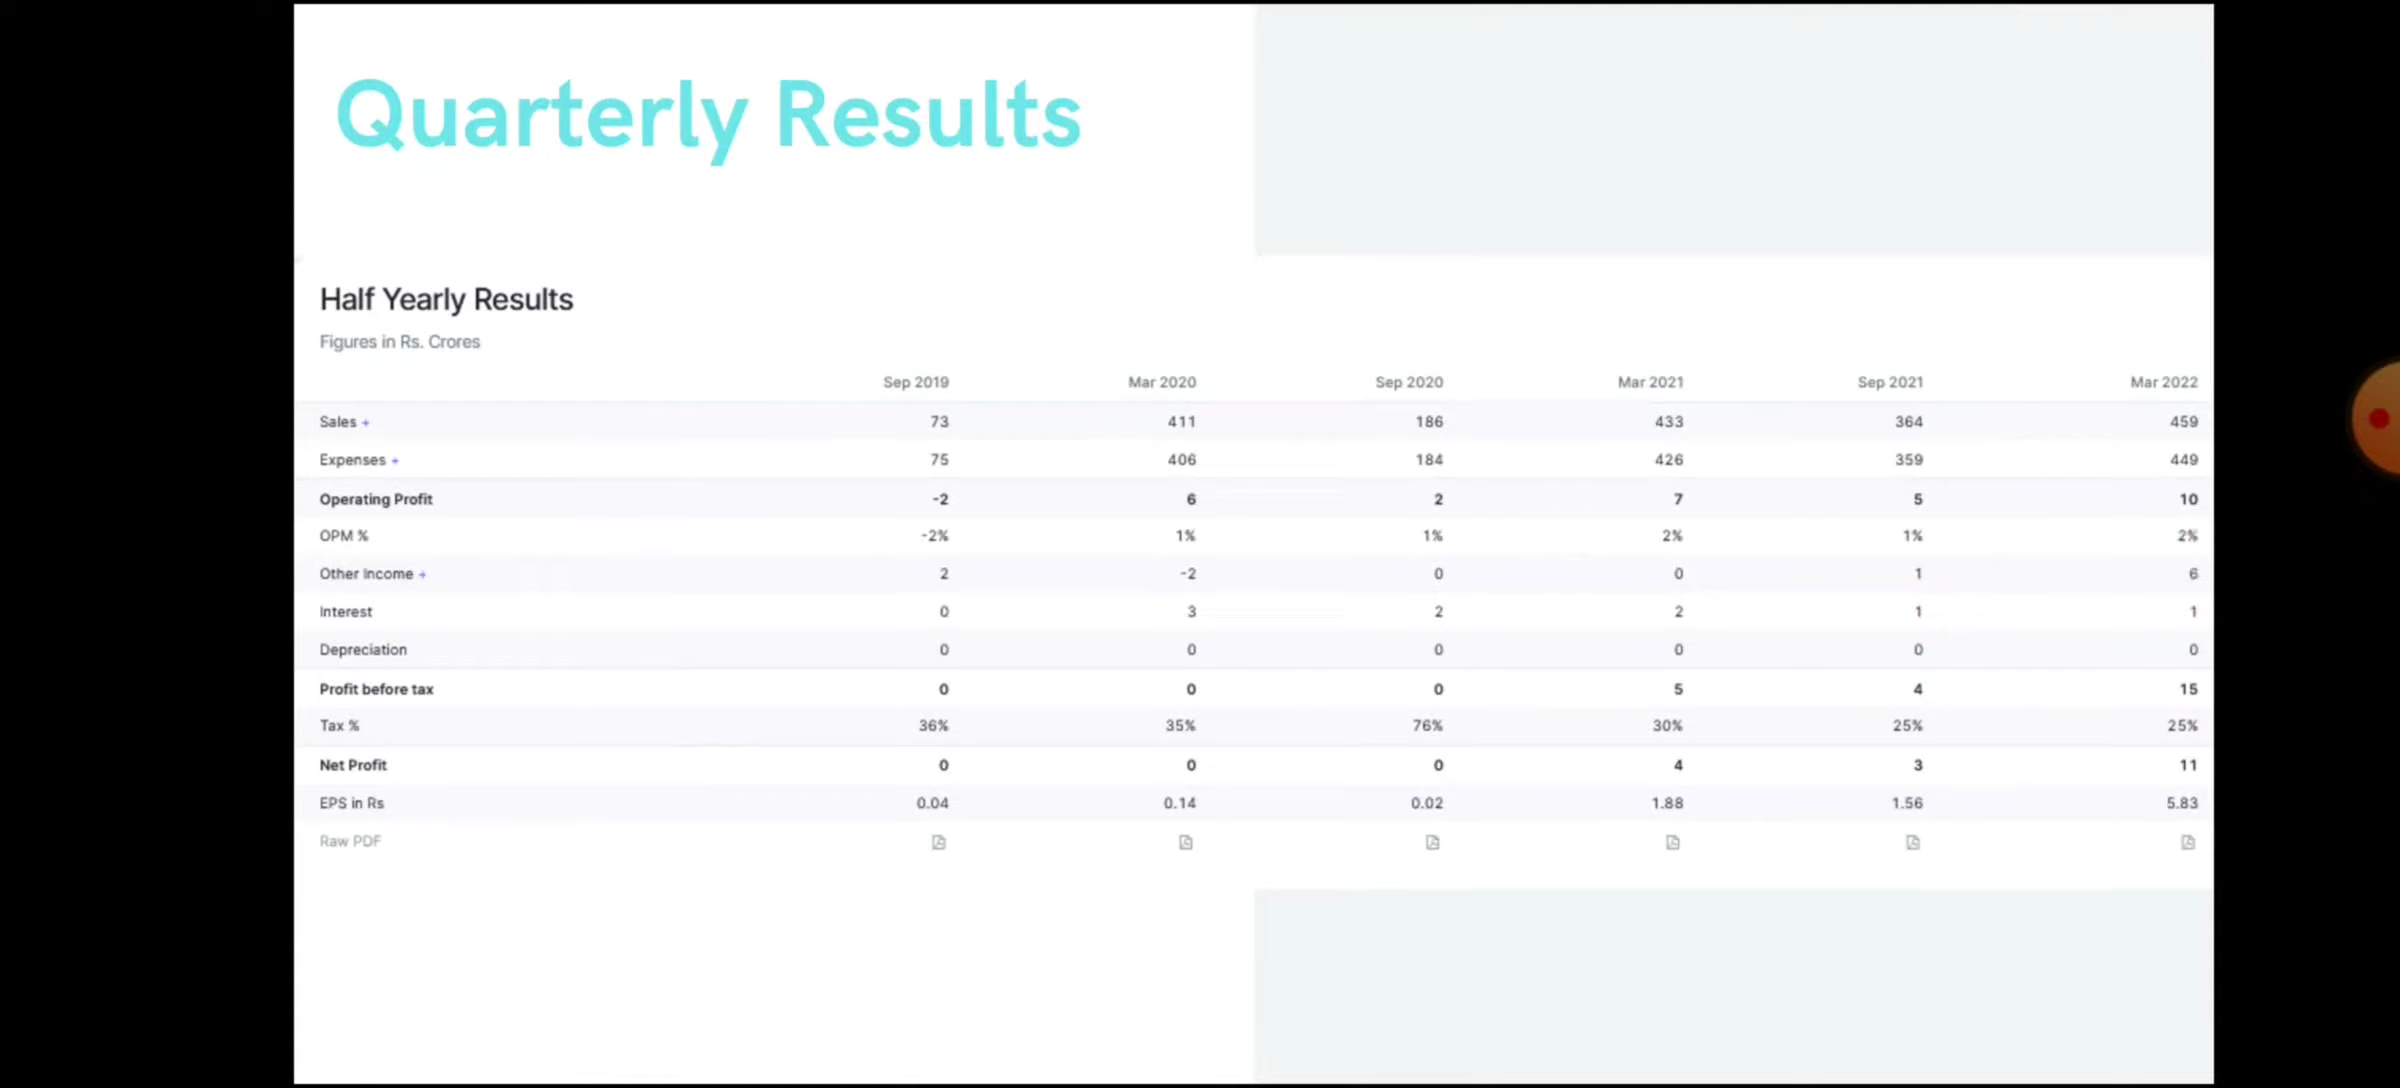 Quarterly Results
Half Yearly Results
Figures in Rs. Crores
Sep 2019 Mar 2020 Sep 2020 Mar 2021 Sep 2021 Mar 2022
Sales + 73 411 186 433 364 459
Expenses + 75 406 184 426 359 449
Operating Profit -2 6 2 7 5 10
OPM % -2% 1% 1% 2% 1% 2%
Other Income + 2 -2 0 0 1 6
Interest 0 3 2 2 1 1
Depreciation 0 0 0 0 0 0
Profit before tax 0 0 0 5 4 15
Tax % 36% 35% 76% 30% 25% 25%
Net Profit 0 0 0 4 3 11
EPS in Rs 0.04 0.14 0.02 1.88 1.56 5.83
Raw PDF